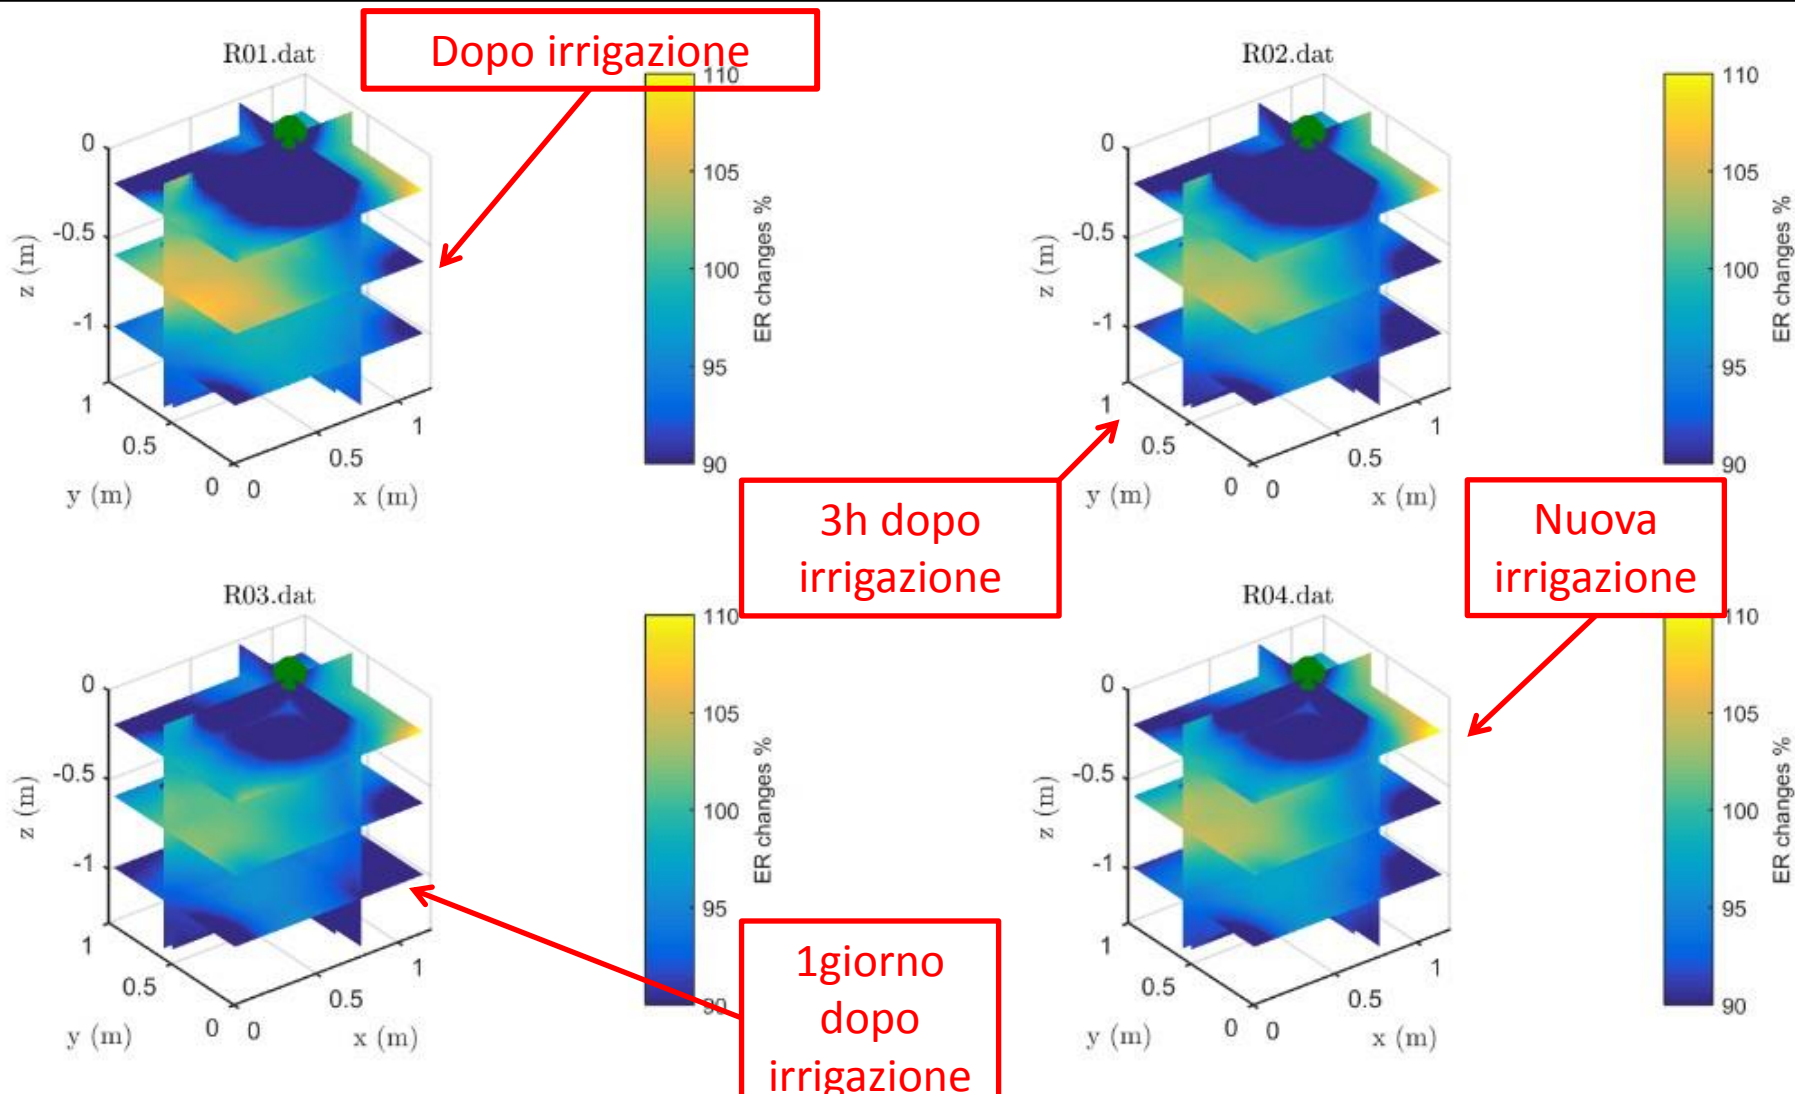 Dopo irrigazione
R01.dat
0
-0.5
-1
z (m)
1
0.5
0
y (m)
0
0.5
1
x (m)
110
105
100
95
90
ER changes %
R02.dat
0
-0.5
-1
z (m)
1
0.5
0
y (m)
0
0.5
1
x (m)
110
105
100
95
90
ER changes %
3h dopo
irrigazione
Nuova
irrigazione
R03.dat
0
-0.5
-1
z (m)
1
0.5
0
y (m)
0
0.5
1
x (m)
110
105
100
95
90
ER changes %
1giorno
dopo
irrigazione
R04.dat
0
-0.5
-1
z (m)
1
0.5
0
y (m)
0
0.5
1
x (m)
110
105
100
95
90
ER changes %